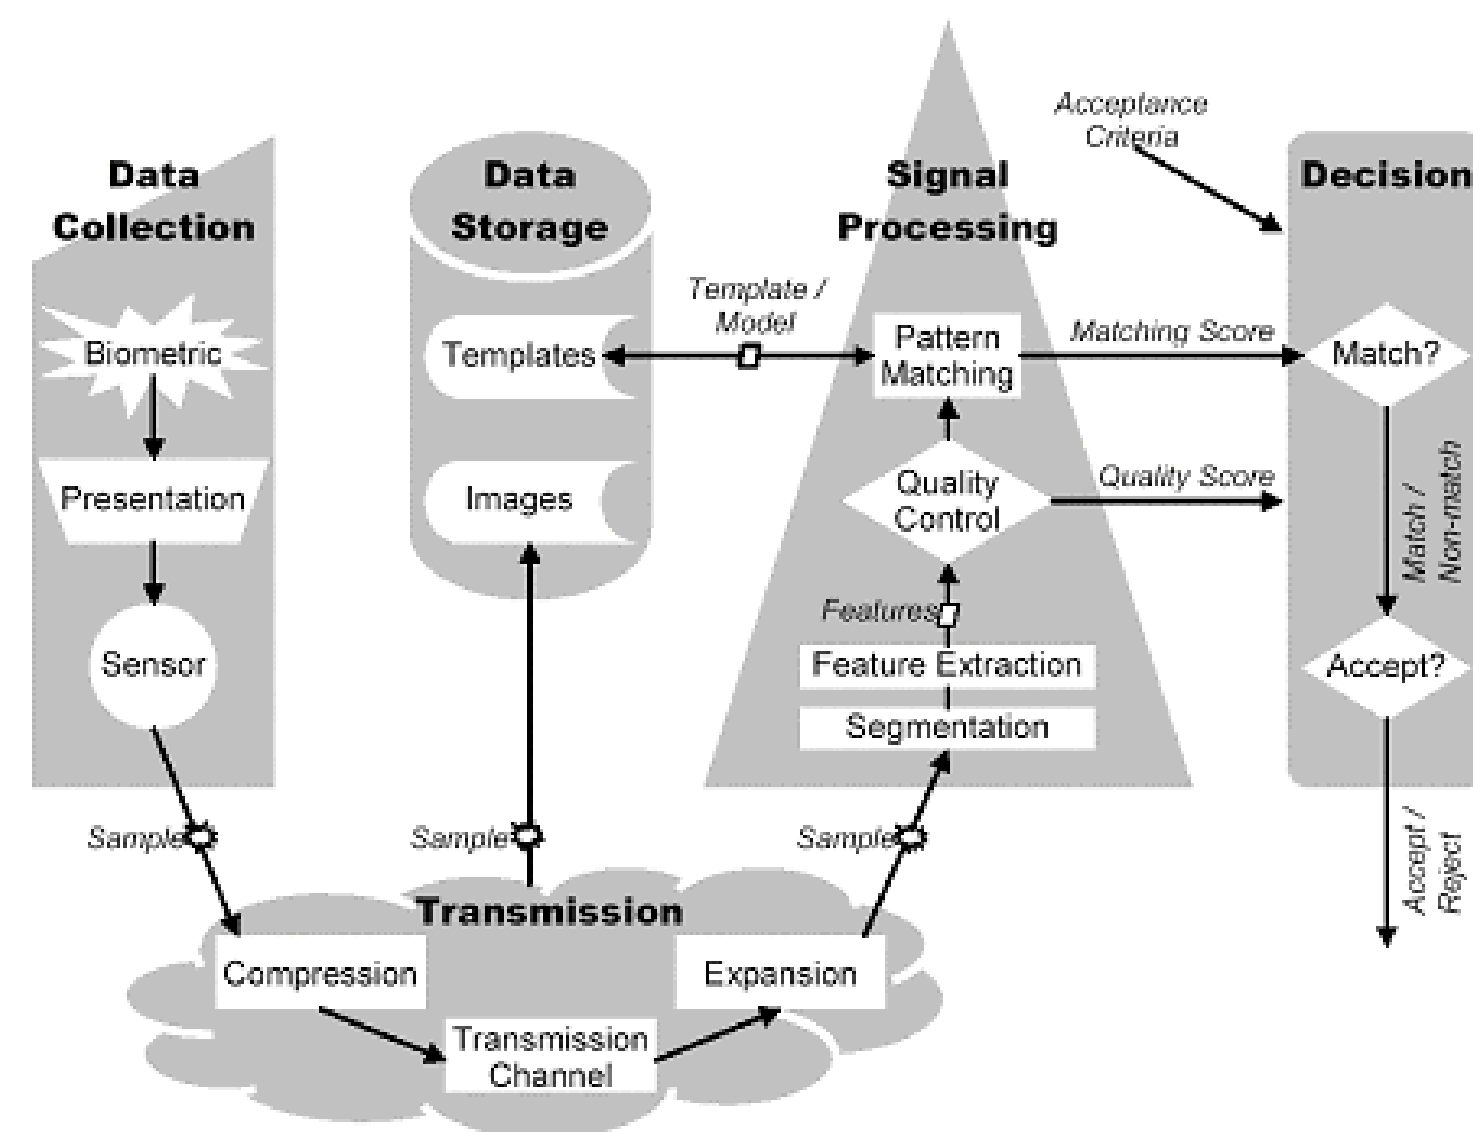 Data
Collection
Biometric
Presentation
Sensor
Sample
Data
Storage
Templates
Images
Sample
Template /
Model
Signal
Processing
Pattern
Matching
Quality
Control
Features
Feature Extraction
Segmentation
Sample
Acceptance
Criteria
Matching Score
Quality Score
Decision
Match?
Match /
Non-match
Accept?
Accept /
Reject
Transmission
Compression
Expansion
Transmission
Channel